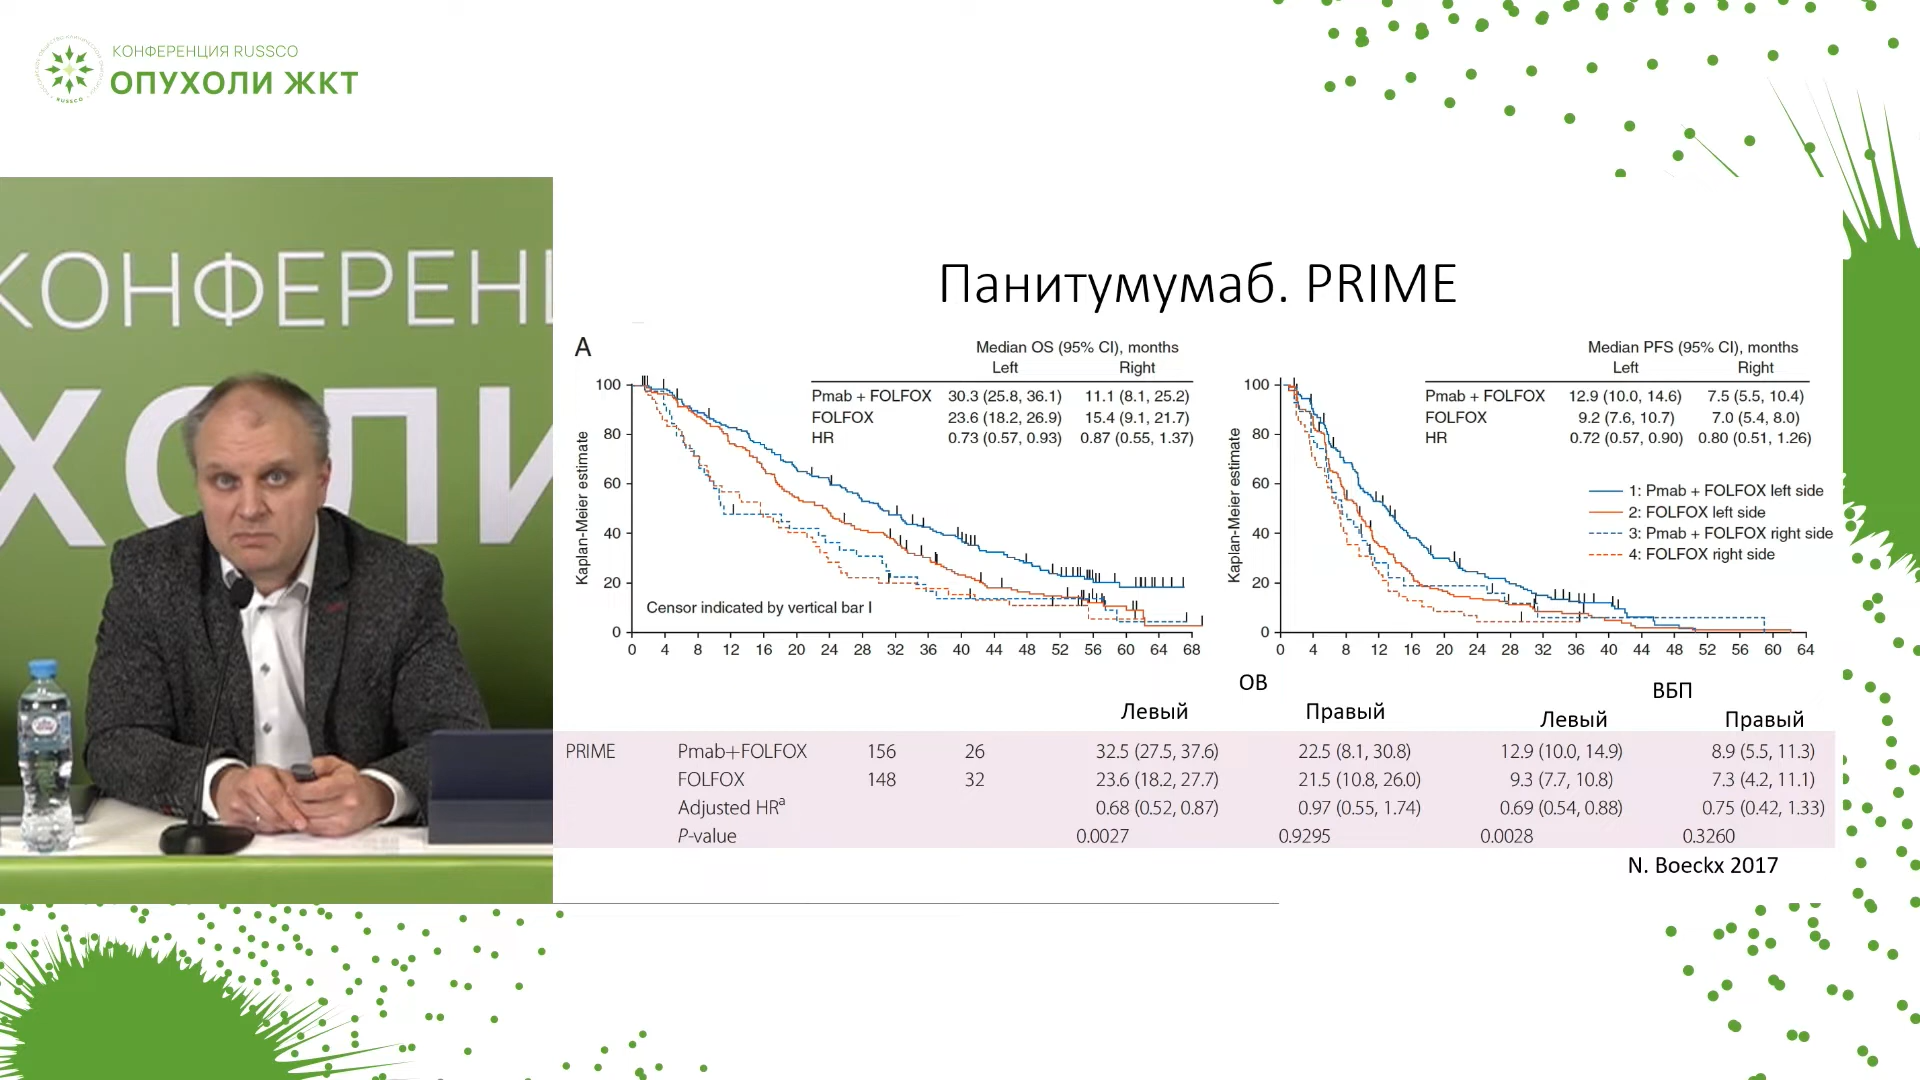 КОНФЕРЕНЦИЯ RUSSCO
ОПУХОЛИ ЖКТ
RUSSCO
КОНФЕРЕНЦ
ХОЛИ
Панитумумаб. PRIME
A
Median OS (95% CI), months
Left Right
Pmab + FOLFOX 30.3 (25.8, 36.1) 11.1 (8.1, 25.2)
FOLFOX 23.6 (18.2, 26.9) 15.4 (9.1, 21.7)
HR 0.73 (0.57, 0.93) 0.87 (0.55, 1.37)
Kaplan-Meier estimate
100
80
60
40
20
0
Censor indicated by vertical bar I
0 4 8 12 16 20 24 28 32 36 40 44 48 52 56 60 64 68
Median PFS (95% CI), months
Left Right
Pmab + FOLFOX 12.9 (10.0, 14.6) 7.5 (5.5, 10.4)
FOLFOX 9.2 (7.6, 10.7) 7.0 (5.4, 8.0)
HR 0.72 (0.57, 0.90) 0.80 (0.51, 1.26)
Kaplan-Meier estimate
100
80
60
40
20
0
1: Pmab + FOLFOX left side
2: FOLFOX left side
3: Pmab + FOLFOX right side
4: FOLFOX right side
0 4 8 12 16 20 24 28 32 36 40 44 48 52 56 60 64
ОВ ВБП
Левый Правый Левый Правый
PRIME Pmab+FOLFOX 156 26 32.5 (27.5, 37.6) 22.5 (8.1, 30.8) 12.9 (10.0, 14.9) 8.9 (5.5, 11.3)
FOLFOX 148 32 23.6 (18.2, 27.7) 21.5 (10.8, 26.0) 9.3 (7.7, 10.8) 7.3 (4.2, 11.1)
Adjusted HRa 0.68 (0.52, 0.87) 0.97 (0.55, 1.74) 0.69 (0.54, 0.88) 0.75 (0.42, 1.33)
P-value 0.0027 0.9295 0.0028 0.3260
N. Boeckx 2017